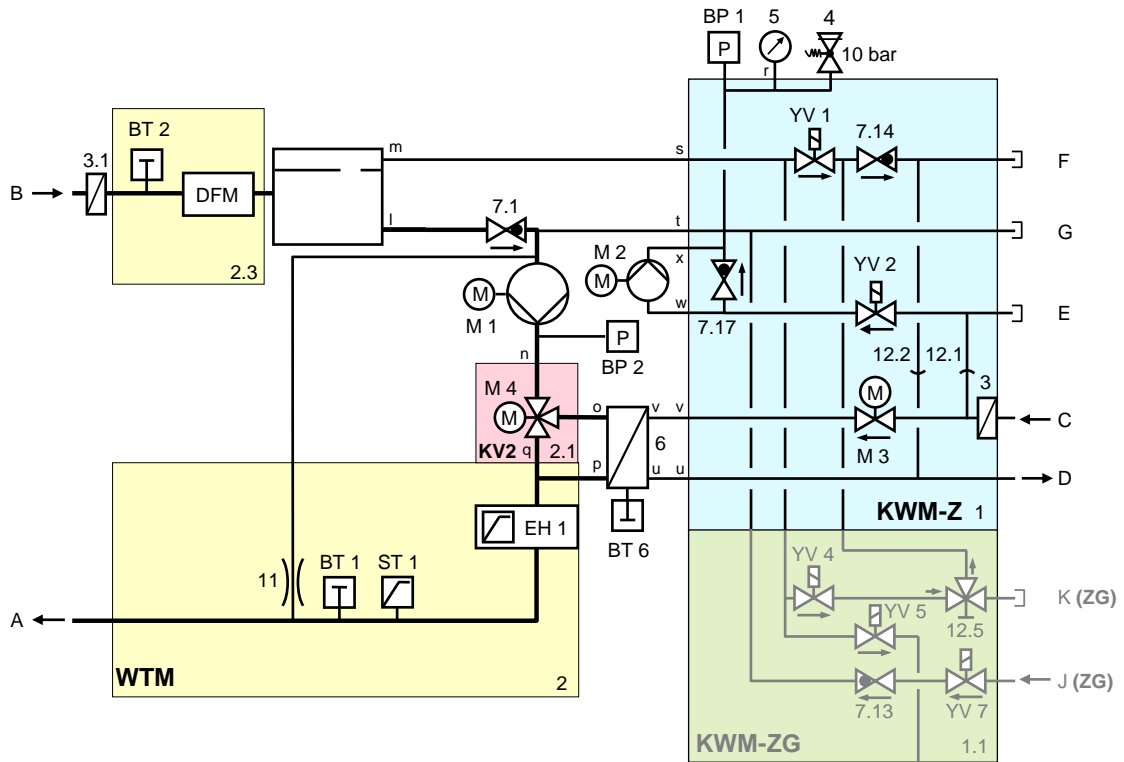 BP 1
5
4
P
r
10 bar
YV 1
7.14
BT 2
3.1
m
s
F
B
DFM
l
7.1
t
G
2.3
M 2
x
YV 2
M
M
w
E
M 1
7.17
P
n
BP 2
12.2
12.1
M 4
3
M
M
o
v
v
C
6
M 3
KV2
q
2.1
p
u
u
D
KWM-Z
1
EH 1
BT 6
YV 4
11
BT 1
ST 1
K (ZG)
YV 5
12.5
A
WTM
2
J (ZG)
7.13
YV 7
KWM-ZG
1.1